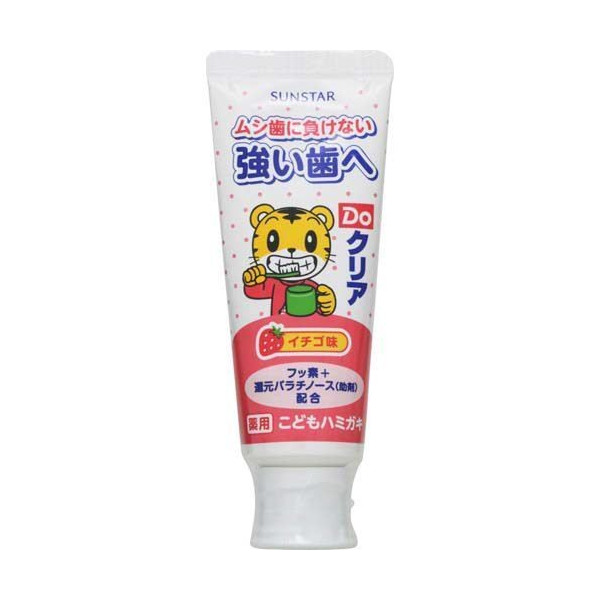 SUNSTAR
ムシ歯に負けない
強い歯へ
Do
クリア
イチゴ味
フッ素+
還元パラチノース(助剤)
配合
薬用 こどもハミガキ